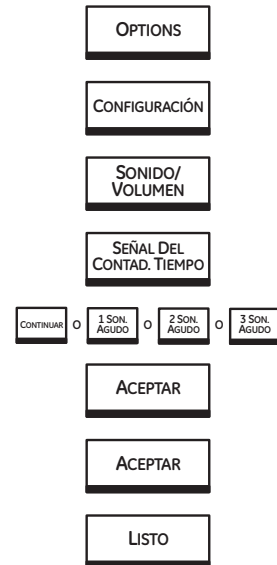 OPTIONS
CONFIGURACIÓN
SONIDO/
VOLUMEN
SEÑAL DEL
CONTAD. TIEMPO
CONTINUAR O 1 SON. AGUDO O 2 SON. AGUDO O 3 SON. AGUDO
ACEPTAR
ACEPTAR
LISTO